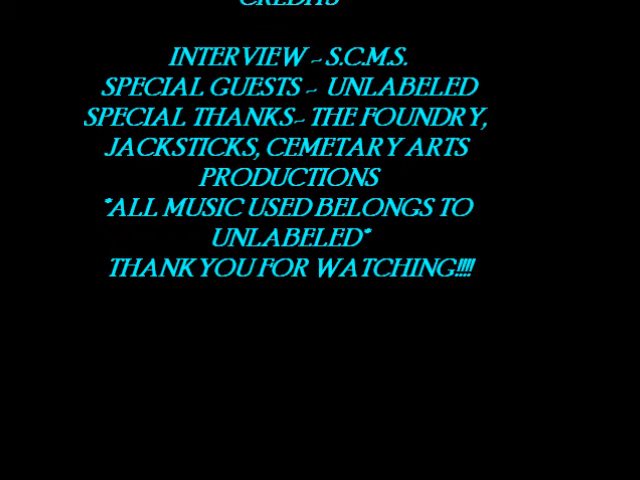 CREDITS
INTERVIEW ~ S.C.M.S.
SPECIAL GUESTS ~ UNLABELED
SPECIAL THANKS~ THE FOUNDRY,
JACKSTICKS, CEMETARY ARTS
PRODUCTIONS
*ALL MUSIC USED BELONGS TO
UNLABELED*
THANK YOU FOR WATCHING!!!!